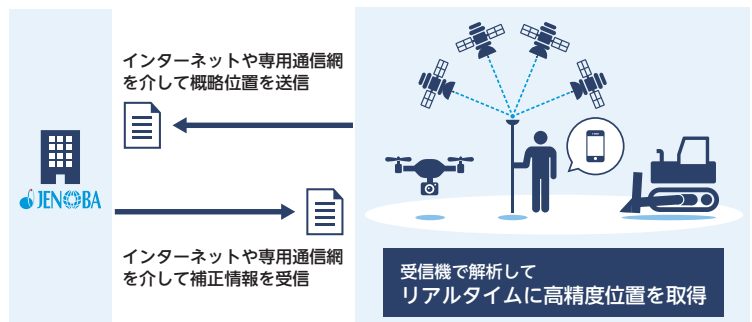 インターネットや専用通信網
を介して概略位置を送信
JENOBA
インターネットや専用通信網
を介して補正情報を受信
受信機で解析して
リアルタイムに高精度位置を取得